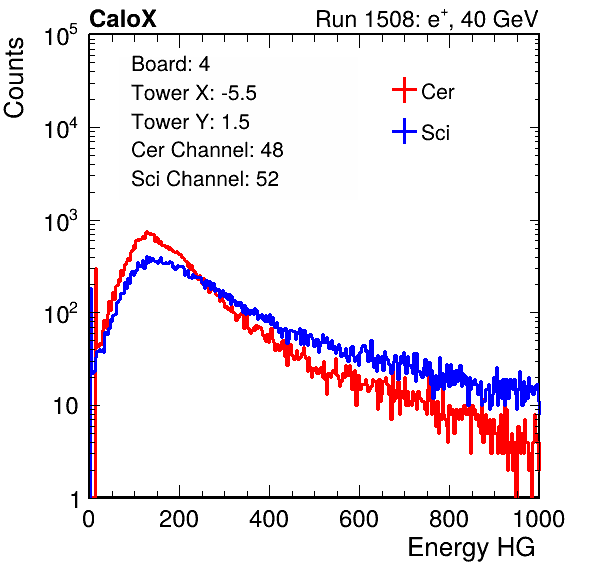 CaloX Run 1508: e⁺, 40 GeV
Counts
Board: 4
Tower X: -5.5
Tower Y: 1.5
Cer Channel: 48
Sci Channel: 52
Cer
Sci
10⁵
10⁴
10³
10²
10
1
0 200 400 600 800 1000
Energy HG